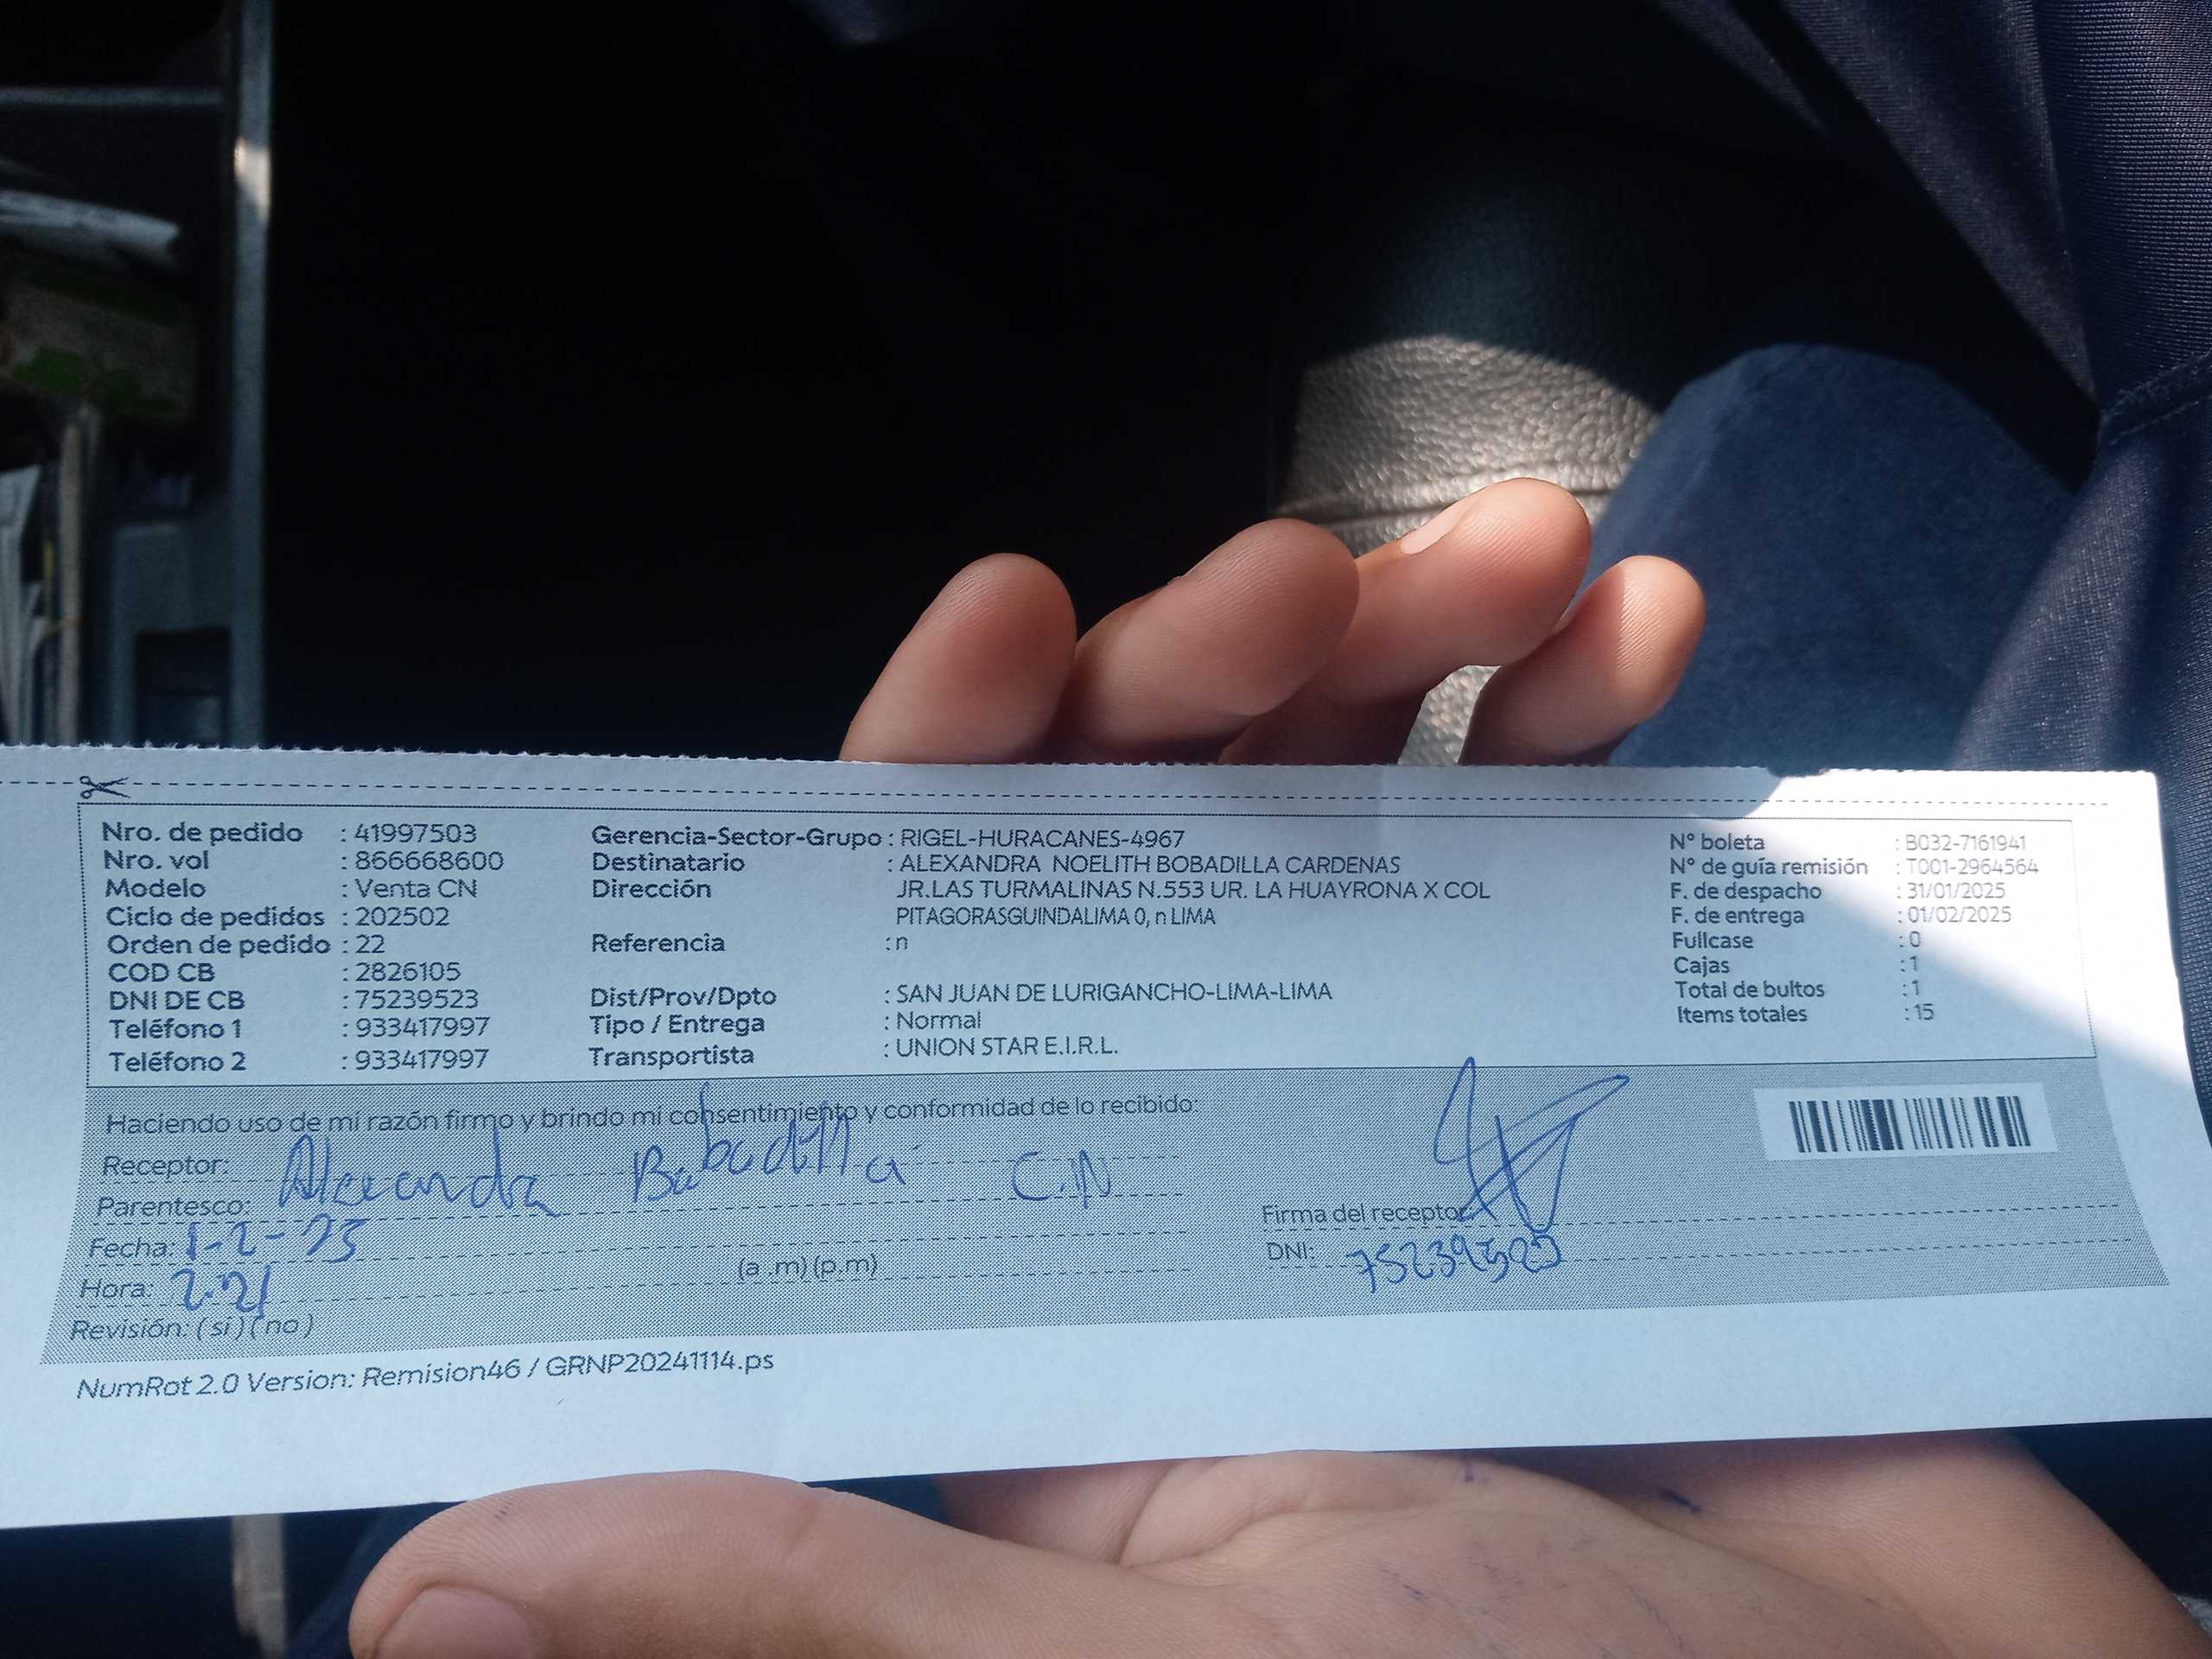 Nro. de pedido : 41997503
Nro. vol : 866668600
Modelo : Venta CN
Ciclo de pedidos : 202502
Orden de pedido : 22
COD CB : 2826105
DNI DE CB : 75239523
Teléfono 1 : 933417997
Teléfono 2 : 933417997
Gerencia-Sector-Grupo : RIGEL-HURACANES-4967
Destinatario : ALEXANDRA NOELITH BOBADILLA CARDENAS
Dirección JR.LAS TURMALINAS N.553 UR. LA HUAYRONA X COL
PITAGORASGUINDALIMA 0, n LIMA
Referencia : n
Dist/Prov/Dpto : SAN JUAN DE LURIGANCHO-LIMA-LIMA
Tipo / Entrega : Normal
Transportista : UNION STAR E.I.R.L.
N° boleta : B032-7161941
N° de guía remisión : T001-2964564
F. de despacho : 31/01/2025
F. de entrega : 01/02/2025
Fullcase : 0
Cajas : 1
Total de bultos : 1
Items totales : 15
Haciendo uso de mi razón firmo y brindo mi consentimiento y conformidad de lo recibido:
Receptor: Alexandra Bobadilla C.N
Parentesco:
Fecha: 1-2-25
Hora: 2:21 (a .m) (p.m)
Revisión: (si) (no)
Firma del receptor:
DNI: 75239523
NumRot 2.0 Version: Remision46 / GRNP20241114.ps